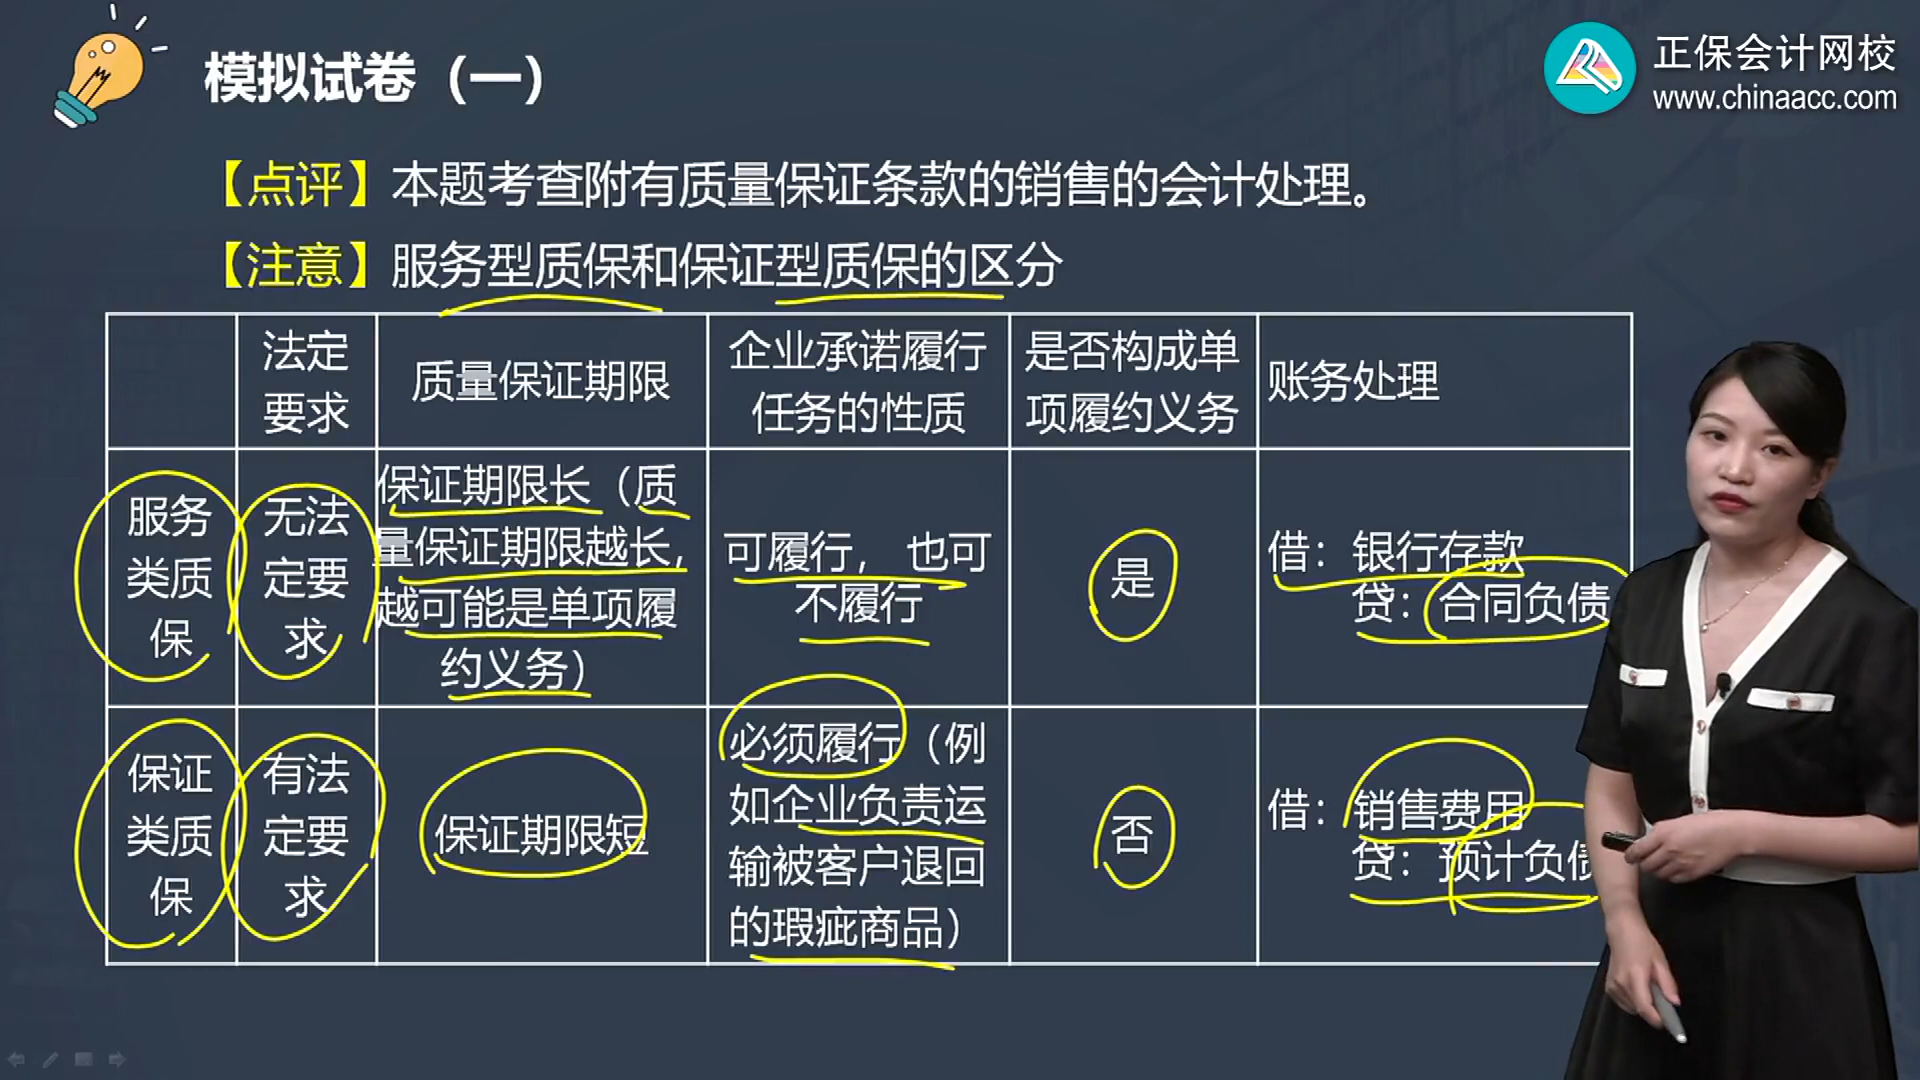 模拟试卷（一）
正保会计网校
www.chinaacc.com
【点评】本题考查附有质量保证条款的销售的会计处理。
【注意】服务型质保和保证型质保的区分
法定
要求
质量保证期限
企业承诺履行
任务的性质
是否构成单
项履约义务
账务处理
服务
类质
保
无法
定要
求
保证期限长（质
量保证期限越长，
越可能是单项履
约义务）
可履行，也可
不履行
是
借：银行存款
贷：合同负债
保证
类质
保
有法
定要
求
保证期限短
必须履行（例
如企业负责运
输被客户退回
的瑕疵商品）
否
借：销售费用
贷：预计负债